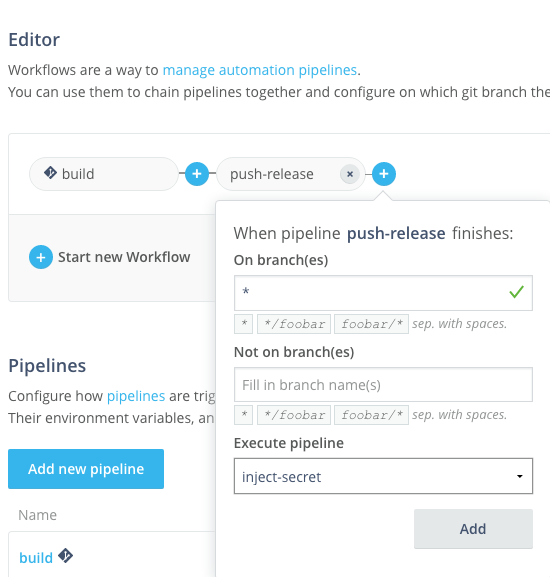 Editor
Workflows are a way to manage automation pipelines.
You can use them to chain pipelines together and configure on which git branch the
build
push-release
Start new Workflow
When pipeline push-release finishes:
On branch(es)
*
* */foobar foobar/* sep. with spaces.
Not on branch(es)
Fill in branch name(s)
* */foobar foobar/* sep. with spaces.
Execute pipeline
inject-secret
Add
Pipelines
Configure how pipelines are trig
Their environment variables, an
Add new pipeline
Name
build